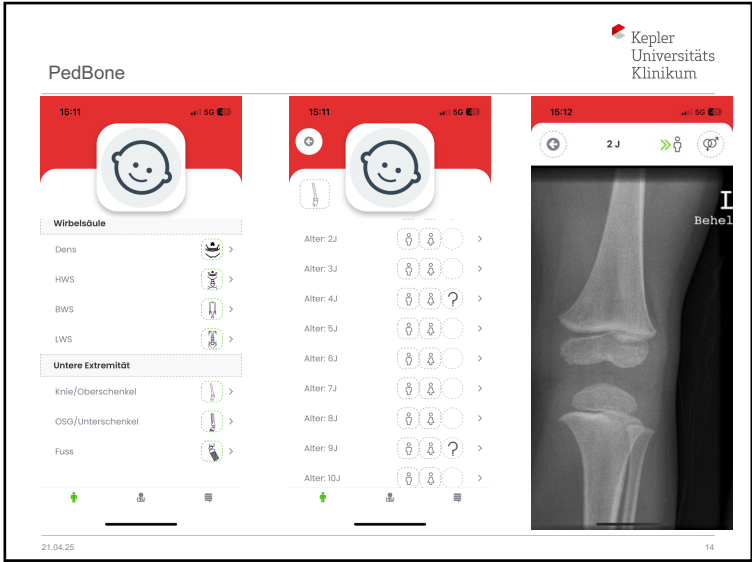 Kepler
Universitäts
Klinikum
PedBone
15:11
5G
Wirbelsäule
Dens
HWS
BWS
LWS
Untere Extremität
Knie/Oberschenkel
OSG/Unterschenkel
Fuss
15:11
5G
Alter: 2J
Alter: 3J
Alter: 4J
?
Alter: 5J
Alter: 6J
Alter: 7J
Alter: 8J
Alter: 9J
?
Alter: 10J
15:12
5G
2 J
Behel
21.04.25
14